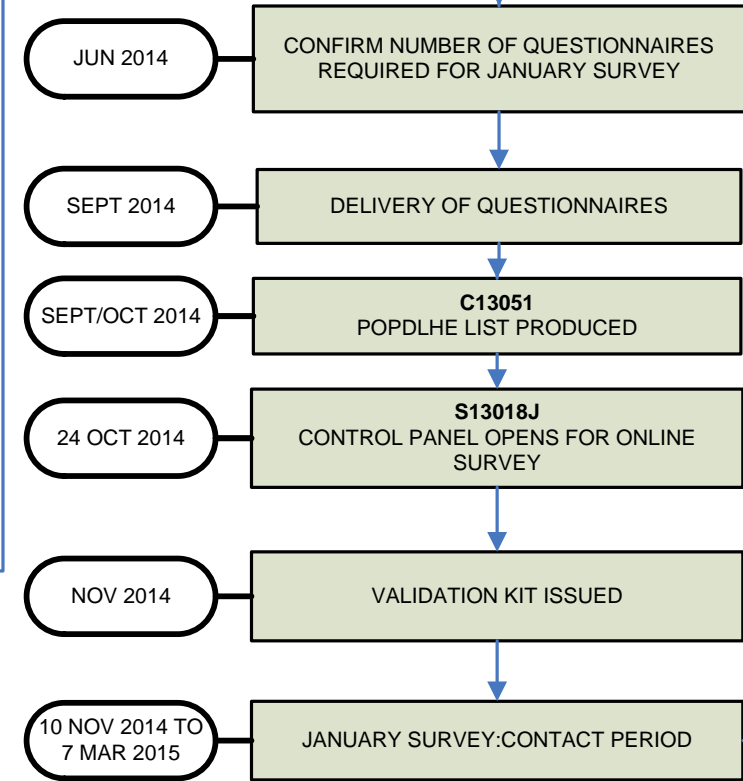 JUN 2014
CONFIRM NUMBER OF QUESTIONNAIRES
REQUIRED FOR JANUARY SURVEY
SEPT 2014
DELIVERY OF QUESTIONNAIRES
SEPT/OCT 2014
C13051
POPDLHE LIST PRODUCED
24 OCT 2014
S13018J
CONTROL PANEL OPENS FOR ONLINE
SURVEY
NOV 2014
VALIDATION KIT ISSUED
10 NOV 2014 TO
7 MAR 2015
JANUARY SURVEY:CONTACT PERIOD